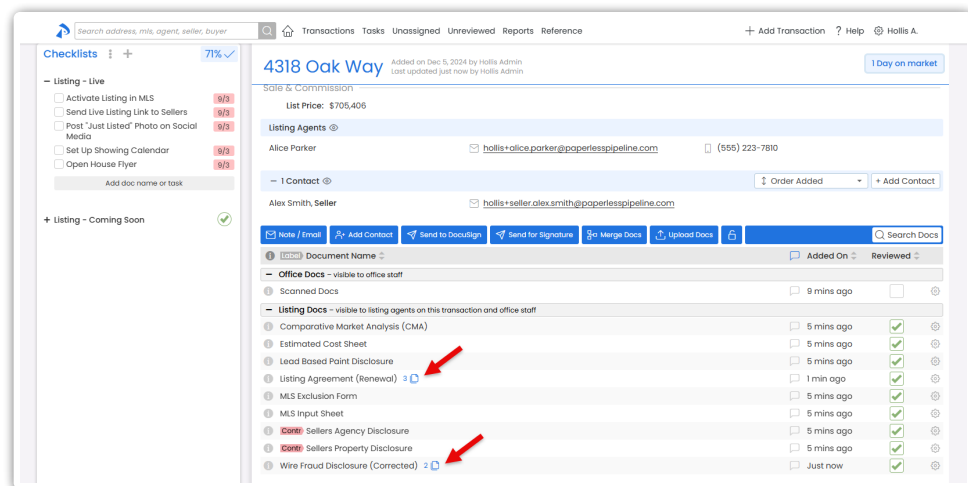 Search address, mls, agent, seller, buyer
Transactions Tasks Unassigned Unreviewed Reports Reference
+ Add Transaction ? Help Hollis A.
Checklists
71%
− Listing - Live
Activate Listing in MLS 9/3
Send Live Listing Link to Sellers 9/3
Post "Just Listed" Photo on Social 9/3
Media
Set Up Showing Calendar 9/3
Open House Flyer 9/3
Add doc name or task
+ Listing - Coming Soon
4318 Oak Way
Added on Dec 5, 2024 by Hollis Admin
Last updated just now by Hollis Admin
1 Day on market
Sale & Commission
List Price: $705,406
Listing Agents
Alice Parker hollis+alice.parker@paperlesspipeline.com (555) 223-7810
− 1 Contact Order Added + Add Contact
Alex Smith, Seller hollis+seller.alex.smith@paperlesspipeline.com
Note / Email Add Contact Send to DocuSign Send for Signature Merge Docs Upload Docs Search Docs
Label Document Name Added On Reviewed
− Office Docs - visible to office staff
Scanned Docs 9 mins ago
− Listing Docs - visible to listing agents on this transaction and office staff
Comparative Market Analysis (CMA) 5 mins ago
Estimated Cost Sheet 5 mins ago
Lead Based Paint Disclosure 5 mins ago
Listing Agreement (Renewal) 3 1 min ago
MLS Exclusion Form 5 mins ago
MLS Input Sheet 5 mins ago
Contr Sellers Agency Disclosure 5 mins ago
Contr Sellers Property Disclosure 5 mins ago
Wire Fraud Disclosure (Corrected) 2 Just now